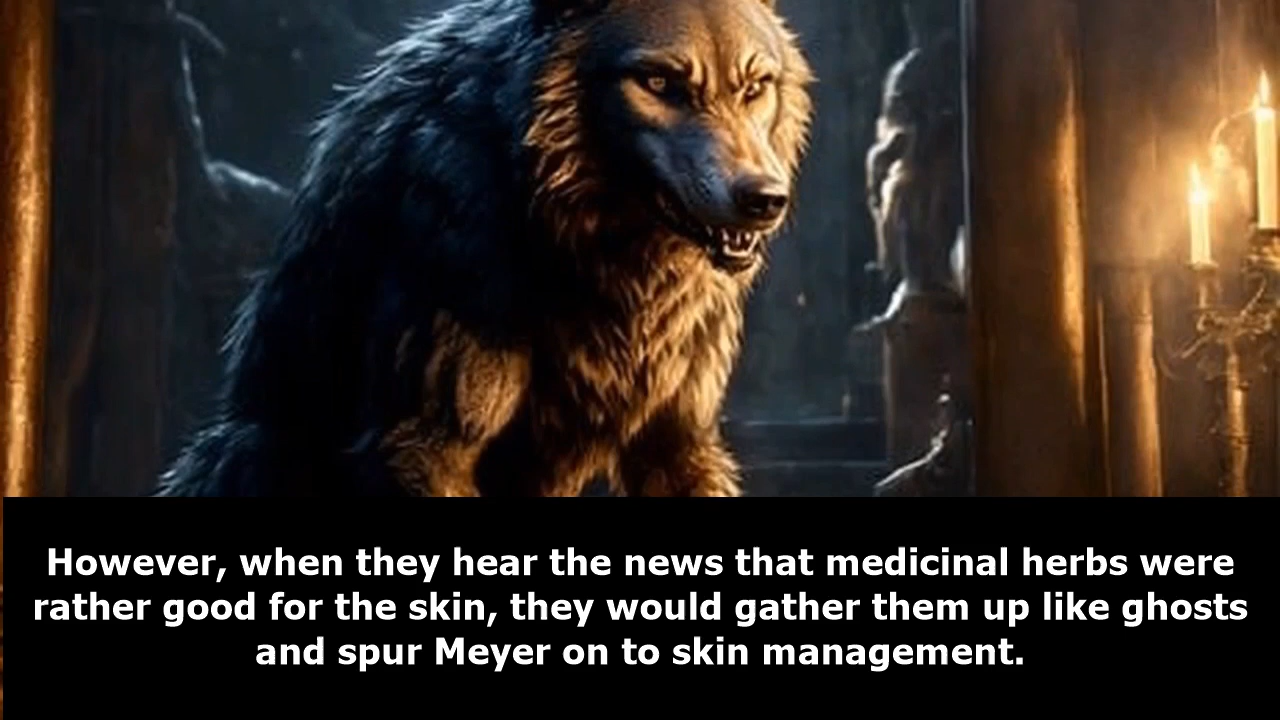 However, when they hear the news that medicinal herbs were
rather good for the skin, they would gather them up like ghosts
and spur Meyer on to skin management.